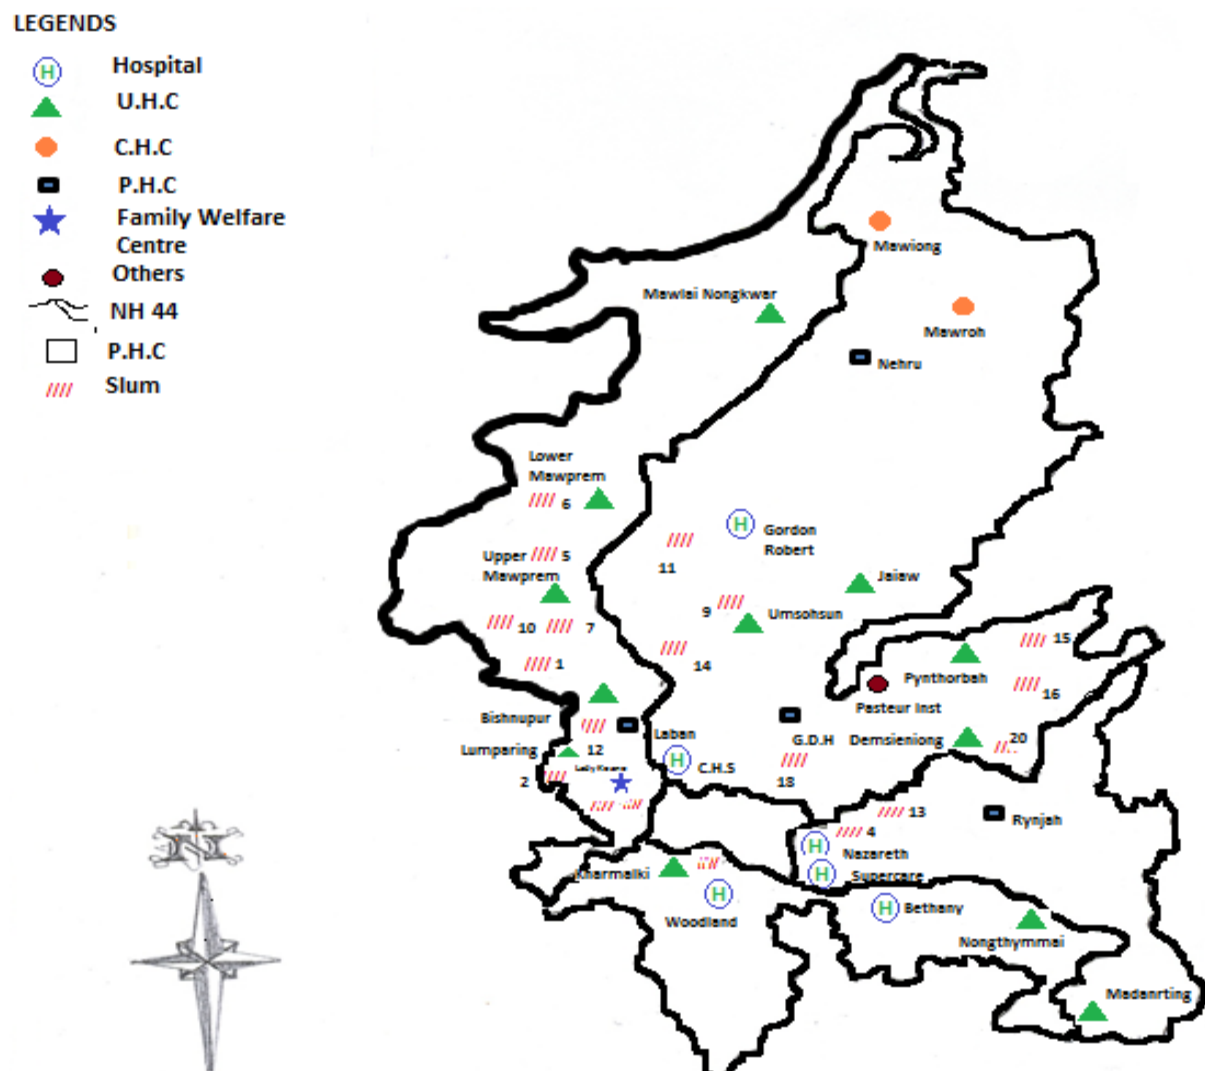 LEGENDS
Hospital
U.H.C
C.H.C
P.H.C
Family Welfare
Centre
Others
NH 44
P.H.C
Slum
Mawiong
Mawlai Nongkwar
Mawroh
Nehru
Lower
Mawprem
6
Gordon
Robert
Upper
5
Mawprem
11
Jaiaw
9
Umsohsun
10
7
15
1
14
Pynthorbah
16
Pasteur Inst
Bishnupur
Laban
G.D.H
Demsieniong
20
Lumparing
12
C.H.S
2
18
13
Rynjah
4
Nazareth
Supercare
Kharmalki
Woodland
Bethany
Nongthymmai
Madanrting